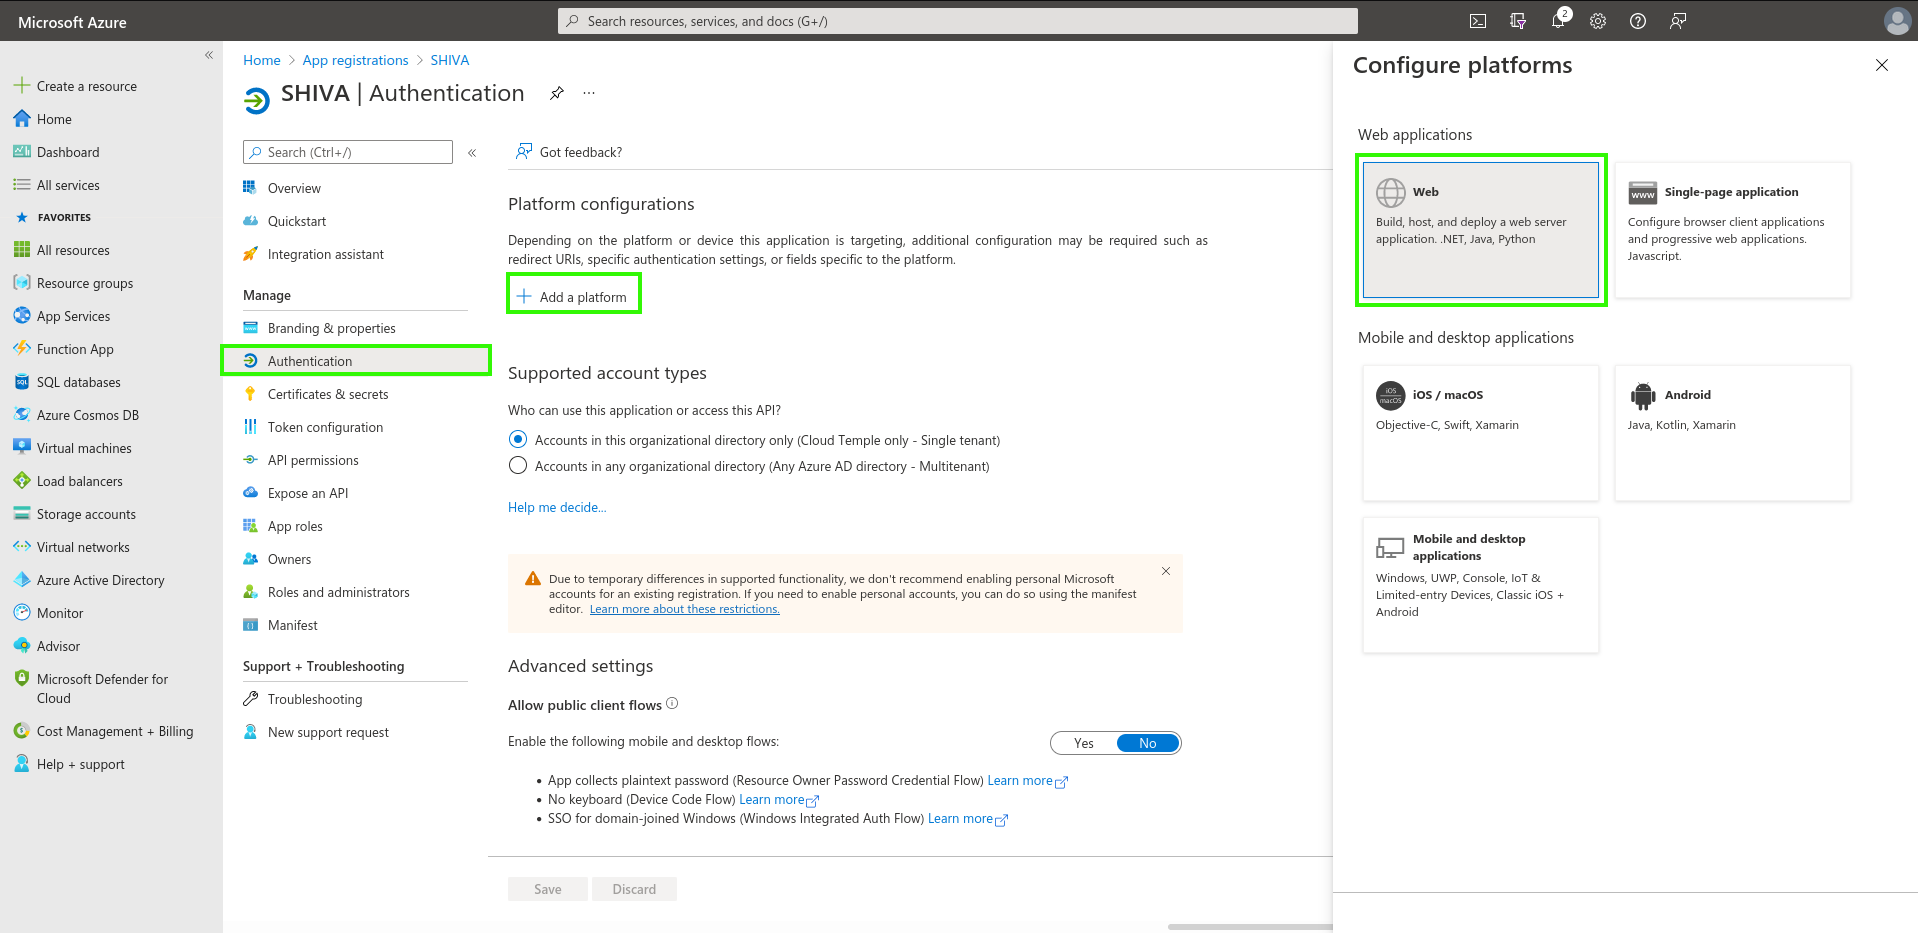 Microsoft Azure
Search resources, services, and docs (G+/)
2
«
Create a resource
Home
Dashboard
All services
FAVORITES
All resources
Resource groups
App Services
Function App
SQL databases
Azure Cosmos DB
Virtual machines
Load balancers
Storage accounts
Virtual networks
Azure Active Directory
Monitor
Advisor
Microsoft Defender for
Cloud
Cost Management + Billing
Help + support
Home > App registrations > SHIVA
SHIVA | Authentication
...
Search (Ctrl+/)
«
Overview
Quickstart
Integration assistant
Manage
Branding & properties
Authentication
Certificates & secrets
Token configuration
API permissions
Expose an API
App roles
Owners
Roles and administrators
Manifest
Support + Troubleshooting
Troubleshooting
New support request
Got feedback?
Platform configurations
Depending on the platform or device this application is targeting, additional configuration may be required such as
redirect URIs, specific authentication settings, or fields specific to the platform.
Add a platform
Supported account types
Who can use this application or access this API?
Accounts in this organizational directory only (Cloud Temple only - Single tenant)
Accounts in any organizational directory (Any Azure AD directory - Multitenant)
Help me decide...
Due to temporary differences in supported functionality, we don't recommend enabling personal Microsoft
accounts for an existing registration. If you need to enable personal accounts, you can do so using the manifest
editor. Learn more about these restrictions.
Advanced settings
Allow public client flows
Enable the following mobile and desktop flows:
Yes No
• App collects plaintext password (Resource Owner Password Credential Flow) Learn more
• No keyboard (Device Code Flow) Learn more
• SSO for domain-joined Windows (Windows Integrated Auth Flow) Learn more
Save Discard
Configure platforms
Web applications
Web
Build, host, and deploy a web server
application. .NET, Java, Python
www
Single-page application
Configure browser client applications
and progressive web applications.
Javascript.
Mobile and desktop applications
iOS
macOS
iOS / macOS
Objective-C, Swift, Xamarin
Android
Java, Kotlin, Xamarin
Mobile and desktop
applications
Windows, UWP, Console, IoT &
Limited-entry Devices, Classic iOS +
Android